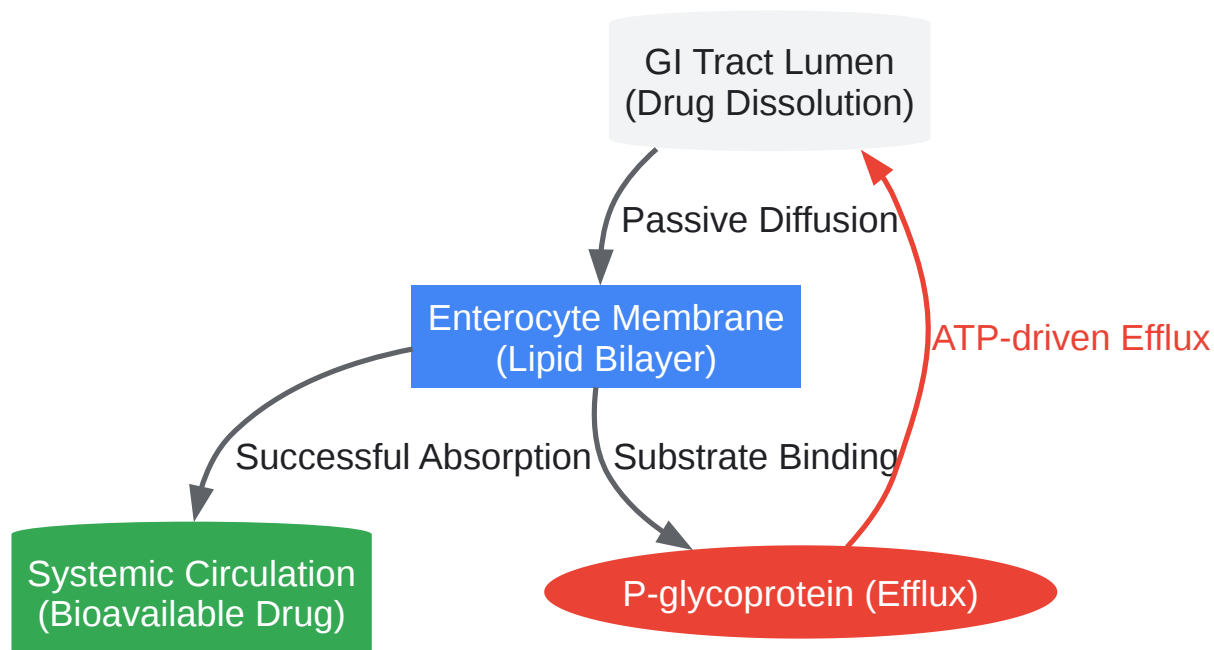 GI Tract Lumen
(Drug Dissolution)
Passive Diffusion
Enterocyte Membrane
(Lipid Bilayer)
ATP-driven Efflux
Successful Absorption
Substrate Binding
Systemic Circulation
(Bioavailable Drug)
P-glycoprotein (Efflux)